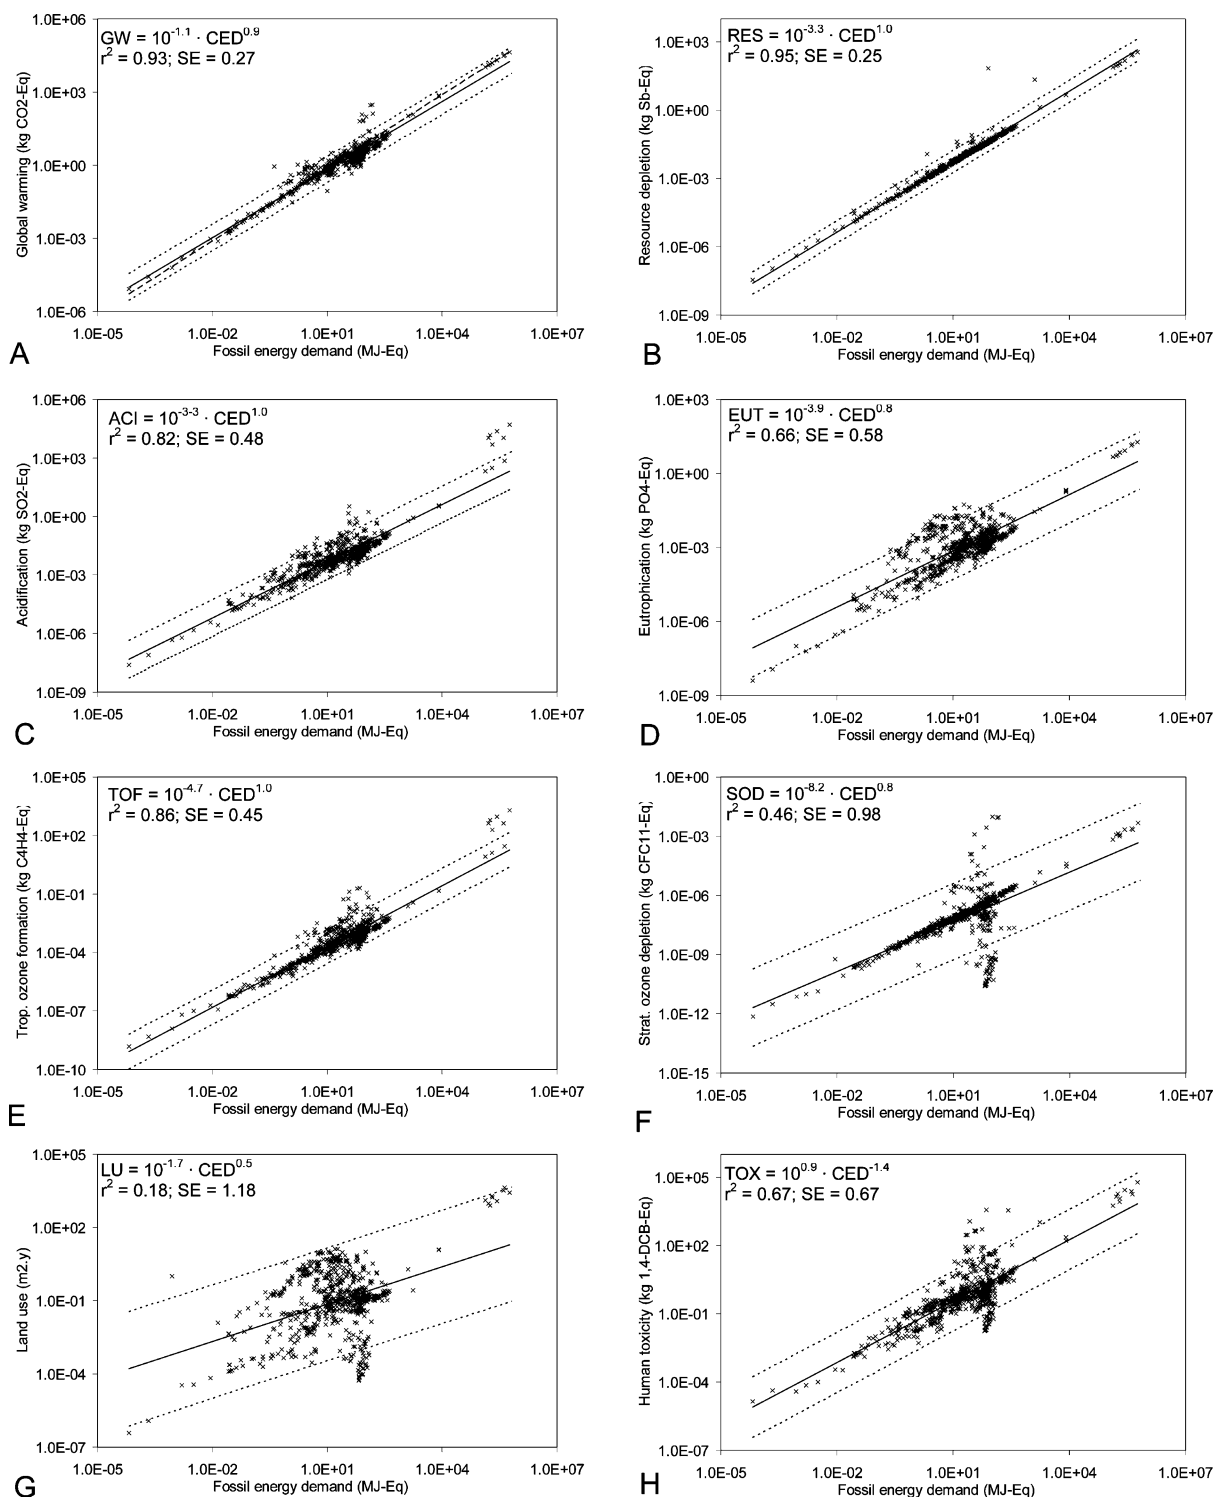 1.0E+06
GW = 10^-1.1 · CED^0.9
r^2 = 0.93; SE = 0.27
1.0E+03
1.0E+00
1.0E-03
1.0E-06
Global warming (kg CO2-Eq)
1.0E-05 1.0E-02 1.0E+01 1.0E+04 1.0E+07
Fossil energy demand (MJ-Eq)
A
RES = 10^-3.3 · CED^1.0
r^2 = 0.95; SE = 0.25
1.0E+03
1.0E+00
1.0E-03
1.0E-06
1.0E-09
Resource depletion (kg Sb-Eq)
1.0E-05 1.0E-02 1.0E+01 1.0E+04 1.0E+07
Fossil energy demand (MJ-Eq)
B
1.0E+06
ACI = 10^-3-3 · CED^1.0
r^2 = 0.82; SE = 0.48
1.0E+03
1.0E+00
1.0E-03
1.0E-06
1.0E-09
Acidification (kg SO2-Eq)
1.0E-05 1.0E-02 1.0E+01 1.0E+04 1.0E+07
Fossil energy demand (MJ-Eq)
C
1.0E+03
EUT = 10^-3.9 · CED^0.8
r^2 = 0.66; SE = 0.58
1.0E+00
1.0E-03
1.0E-06
1.0E-09
Eutrophication (kg PO4-Eq)
1.0E-05 1.0E-02 1.0E+01 1.0E+04 1.0E+07
Fossil energy demand (MJ-Eq)
D
1.0E+05
TOF = 10^-4.7 · CED^1.0
r^2 = 0.86; SE = 0.45
1.0E+02
1.0E-01
1.0E-04
1.0E-07
1.0E-10
Trop. ozone formation (kg C4H4-Eq)
1.0E-05 1.0E-02 1.0E+01 1.0E+04 1.0E+07
Fossil energy demand (MJ-Eq)
E
1.0E+00
SOD = 10^-8.2 · CED^0.8
r^2 = 0.46; SE = 0.98
1.0E-03
1.0E-06
1.0E-09
1.0E-12
1.0E-15
Strat. ozone depletion (kg CFC11-Eq)
1.0E-05 1.0E-02 1.0E+01 1.0E+04 1.0E+07
Fossil energy demand (MJ-Eq)
F
1.0E+05
LU = 10^-1.7 · CED^0.5
r^2 = 0.18; SE = 1.18
1.0E+02
1.0E-01
1.0E-04
1.0E-07
Land use (m2.y)
1.0E-05 1.0E-02 1.0E+01 1.0E+04 1.0E+07
Fossil energy demand (MJ-Eq)
G
TOX = 10^0.9 · CED^-1.4
r^2 = 0.67; SE = 0.67
1.0E+05
1.0E+02
1.0E-01
1.0E-04
1.0E-07
Human toxicity (kg 1,4-DCB-Eq)
1.0E-05 1.0E-02 1.0E+01 1.0E+04 1.0E+07
Fossil energy demand (MJ-Eq)
H